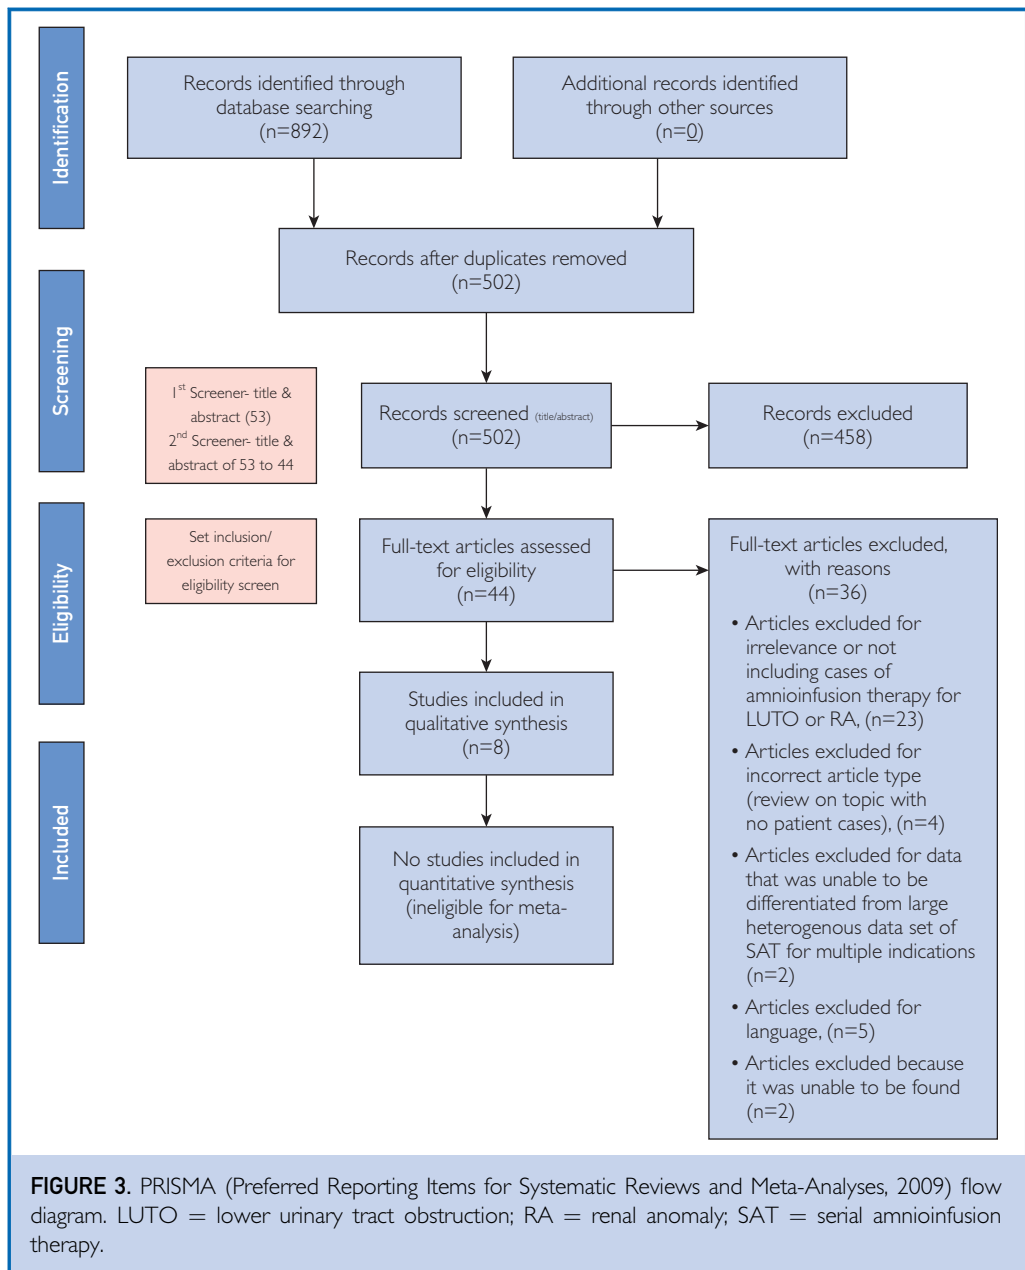 Identification
Records identified through
database searching
(n=892)
Additional records identified
through other sources
(n=0)
Records after duplicates removed
(n=502)
Screening
1st Screener- title &
abstract (53)
2nd Screener- title &
abstract of 53 to 44
Records screened (title/abstract)
(n=502)
Records excluded
(n=458)
Eligibility
Set inclusion/
exclusion criteria for
eligibility screen
Full-text articles assessed
for eligibility
(n=44)
Full-text articles excluded,
with reasons
(n=36)
• Articles excluded for
irrelevance or not
including cases of
amnioinfusion therapy for
LUTO or RA, (n=23)
• Articles excluded for
incorrect article type
(review on topic with
no patient cases), (n=4)
• Articles excluded for data
that was unable to be
differentiated from large
heterogenous data set of
SAT for multiple indications
(n=2)
• Articles excluded for
language, (n=5)
• Articles excluded because
it was unable to be found
(n=2)
Studies included in
qualitative synthesis
(n=8)
Included
No studies included in
quantitative synthesis
(ineligible for meta-
analysis)
FIGURE 3. PRISMA (Preferred Reporting Items for Systematic Reviews and Meta-Analyses, 2009) flow
diagram. LUTO = lower urinary tract obstruction; RA = renal anomaly; SAT = serial amnioinfusion
therapy.